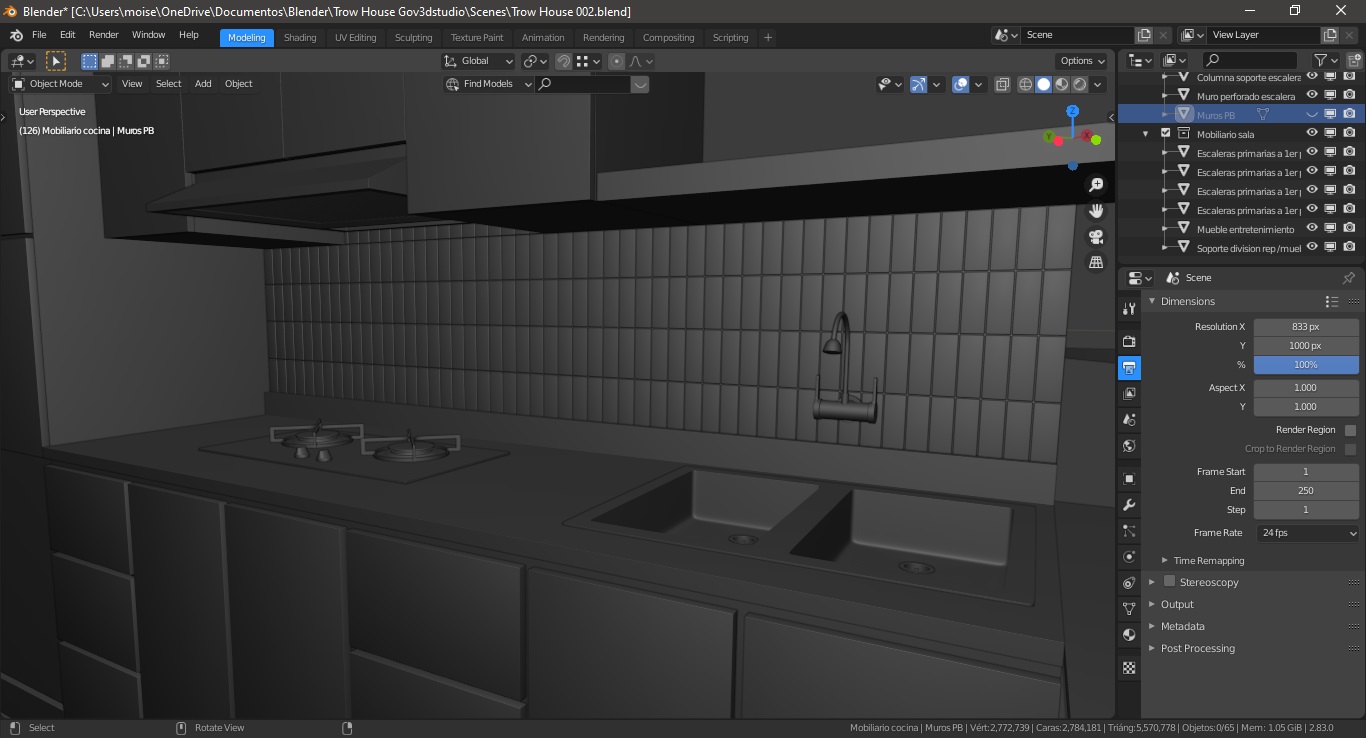 Blender* [C:\Users\moise\OneDrive\Documentos\Blender\Trow House Gov3dstudio\Scenes\Trow House 002.blend]
File Edit Render Window Help Modeling Shading UV Editing Sculpting Texture Paint Animation Rendering Compositing Scripting + Scene View Layer
Global Options
Object Mode View Select Add Object Find Models
User Perspective
(126) Mobiliario cocina | Muros PB
Z
Y X
Columna soporte escalera
Muro perforado escalera
Muros PB
Mobiliario sala
Escaleras primarias a 1er
Escaleras primarias a 1er
Escaleras primarias a 1er
Escaleras primarias a 1er
Mueble entretenimiento
Soporte division rep /muel
Scene
Dimensions
Resolution X 833 px
Y 1000 px
% 100%
Aspect X 1.000
Y 1.000
Render Region
Crop to Render Region
Frame Start 1
End 250
Step 1
Frame Rate 24 fps
Time Remapping
Stereoscopy
Output
Metadata
Post Processing
Select Rotate View Mobiliario cocina | Muros PB | Vért:2,772,739 | Caras:2,784,181 | Triáng:5,570,778 | Objetos:0/65 | Mem: 1.05 GiB | 2.83.0